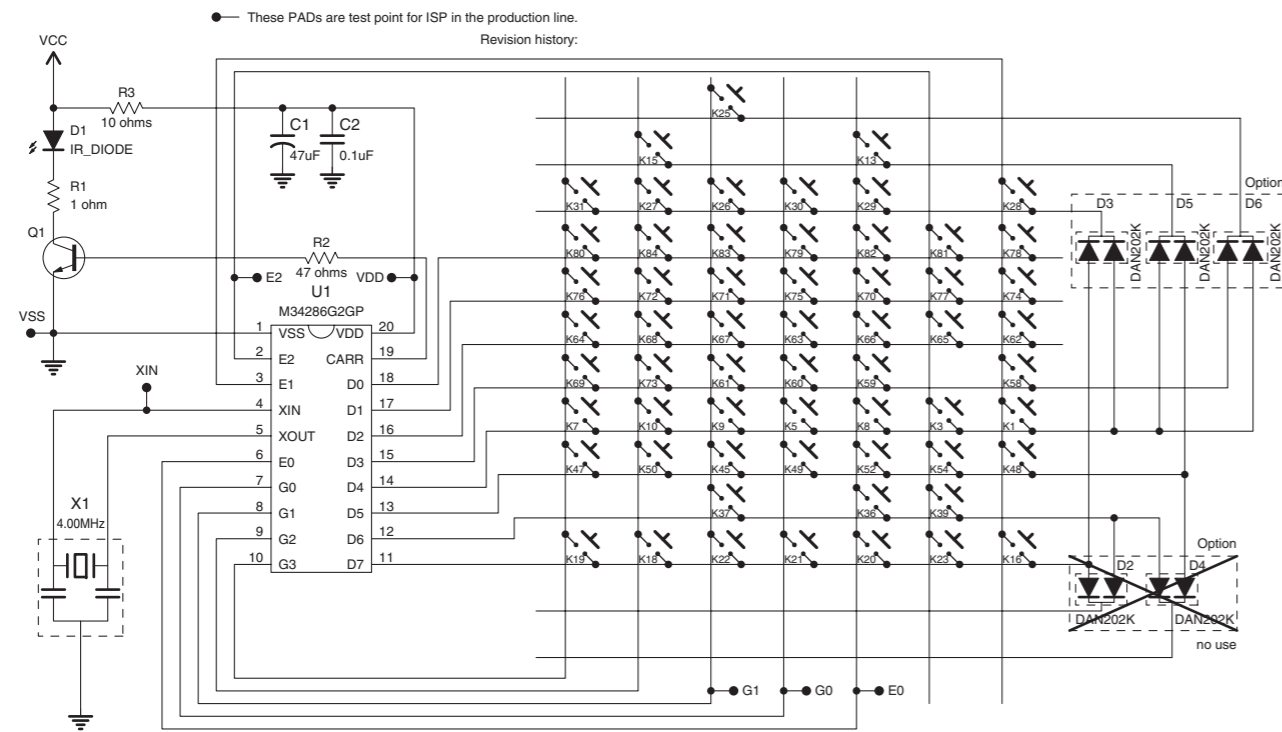 These PADs are test point for ISP in the production line.
Revision history:
VCC
R3
10 ohms
D1
IR_DIODE
C1
C2
47uF
0.1uF
R1
1 ohm
Q1
R2
47 ohms
E2
VDD
U1
M34286G2GP
VSS
1 VSS VDD 20
2 E2 CARR 19
3 E1 D0 18
4 XIN D1 17
5 XOUT D2 16
6 E0 D3 15
7 G0 D4 14
8 G1 D5 13
9 G2 D6 12
10 G3 D7 11
XIN
X1
4.00MHz
K25
K15 K13
K31 K27 K26 K30 K29 K28
K80 K84 K83 K79 K82 K81 K78
K76 K72 K71 K75 K70 K77 K74
K64 K68 K67 K63 K66 K65 K62
K69 K73 K61 K60 K59 K58
K7 K10 K9 K5 K8 K3 K1
K47 K50 K45 K49 K52 K54 K48
K37 K36 K39
K19 K18 K22 K21 K20 K23 K16
G1 G0 E0
Option
D3 D5 D6
DAN202K
DAN202K
DAN202K
Option
D2 D4
DAN202K DAN202K
no use